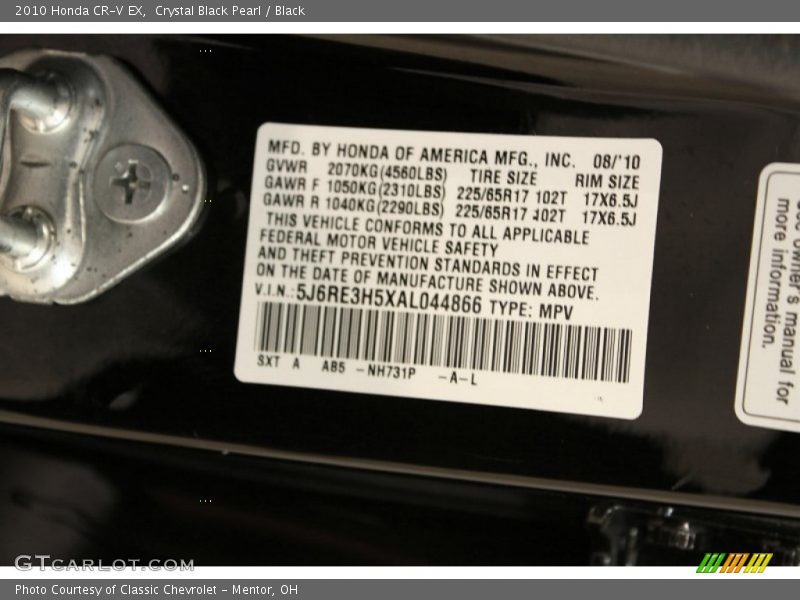 2010 Honda CR-V EX,  Crystal Black Pearl / Black
MFD. BY HONDA OF AMERICA MFG., INC. 08/'10
GVWR 2070KG(4560LBS) TIRE SIZE RIM SIZE
GAWR F 1050KG(2310LBS) 225/65R17 102T 17X6.5J
GAWR R 1040KG(2290LBS) 225/65R17 102T 17X6.5J
THIS VEHICLE CONFORMS TO ALL APPLICABLE
FEDERAL MOTOR VEHICLE SAFETY
AND THEFT PREVENTION STANDARDS IN EFFECT
ON THE DATE OF MANUFACTURE SHOWN ABOVE.
V.I.N.: 5J6RE3H5XAL044866 TYPE: MPV
SXT A AB5 -NH731P -A-L
owner's manual for
more information.
GTCARLOT.COM
Photo Courtesy of Classic Chevrolet - Mentor, OH